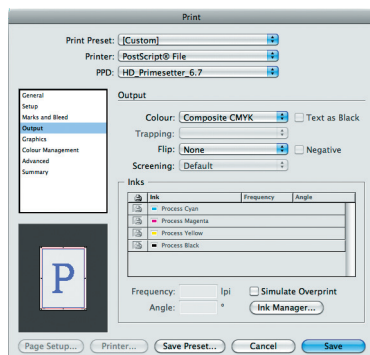 Print
Print Preset: [Custom]
Printer: PostScript® File
PPD: HD_Primesetter_6.7
General
Setup
Marks and Bleed
Output
Graphics
Colour Management
Advanced
Summary
Output
Colour: Composite CMYK Text as Black
Trapping:
Flip: None Negative
Screening: Default
Inks
Ink Frequency Angle
Process Cyan
Process Magenta
Process Yellow
Process Black
Frequency: lpi Simulate Overprint
Angle: ° Ink Manager...
P
Page Setup... Printer... Save Preset... Cancel Save